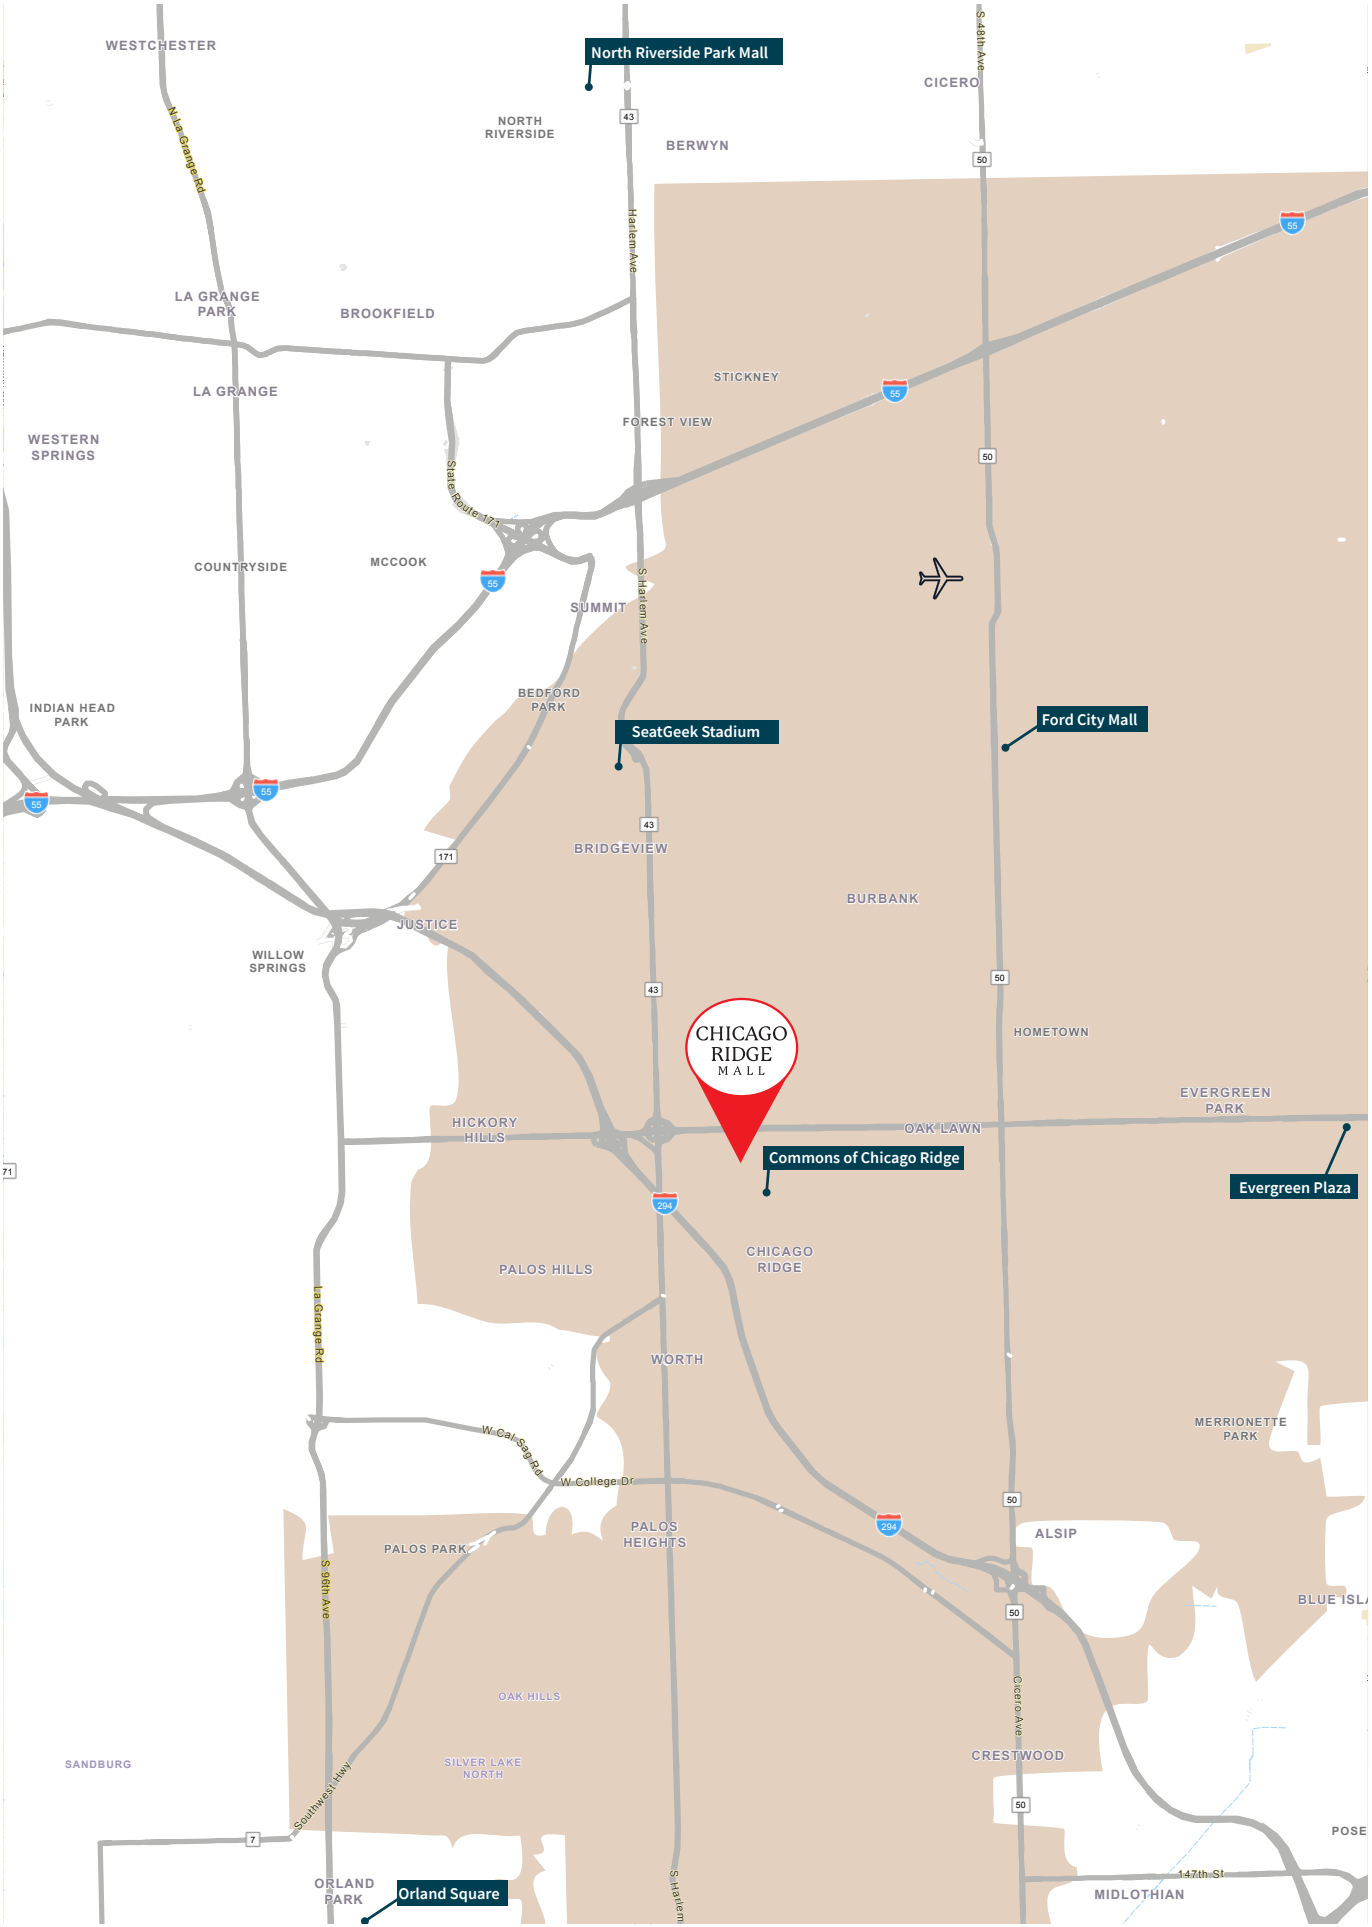 WESTCHESTER
North Riverside Park Mall
S 48th Ave
CICERO
N La Grange Rd
NORTH
RIVERSIDE
43
BERWYN
50
Harlem Ave
55
LA GRANGE
PARK
BROOKFIELD
STICKNEY
LA GRANGE
55
FOREST VIEW
WESTERN
SPRINGS
50
State Route 171
COUNTRYSIDE
MCCOOK
55
SUMMIT
S Harlem Ave
BEDFORD
PARK
INDIAN HEAD
PARK
Ford City Mall
SeatGeek Stadium
55
55
43
BRIDGEVIEW
171
BURBANK
JUSTICE
WILLOW
SPRINGS
50
43
CHICAGO
RIDGE
MALL
HOMETOWN
EVERGREEN
PARK
HICKORY
HILLS
OAK LAWN
Commons of Chicago Ridge
71
Evergreen Plaza
294
CHICAGO
RIDGE
PALOS HILLS
La Grange Rd
WORTH
MERRIONETTE
PARK
W Cal Sag Rd
W College Dr
50
PALOS
HEIGHTS
294
ALSIP
PALOS PARK
S 96th Ave
BLUE ISLA
50
OAK HILLS
Cicero Ave
SANDBURG
SILVER LAKE
NORTH
CRESTWOOD
Southwest Hwy
50
7
POSE
147th St
ORLAND
PARK
Orland Square
S Harlem
MIDLOTHIAN